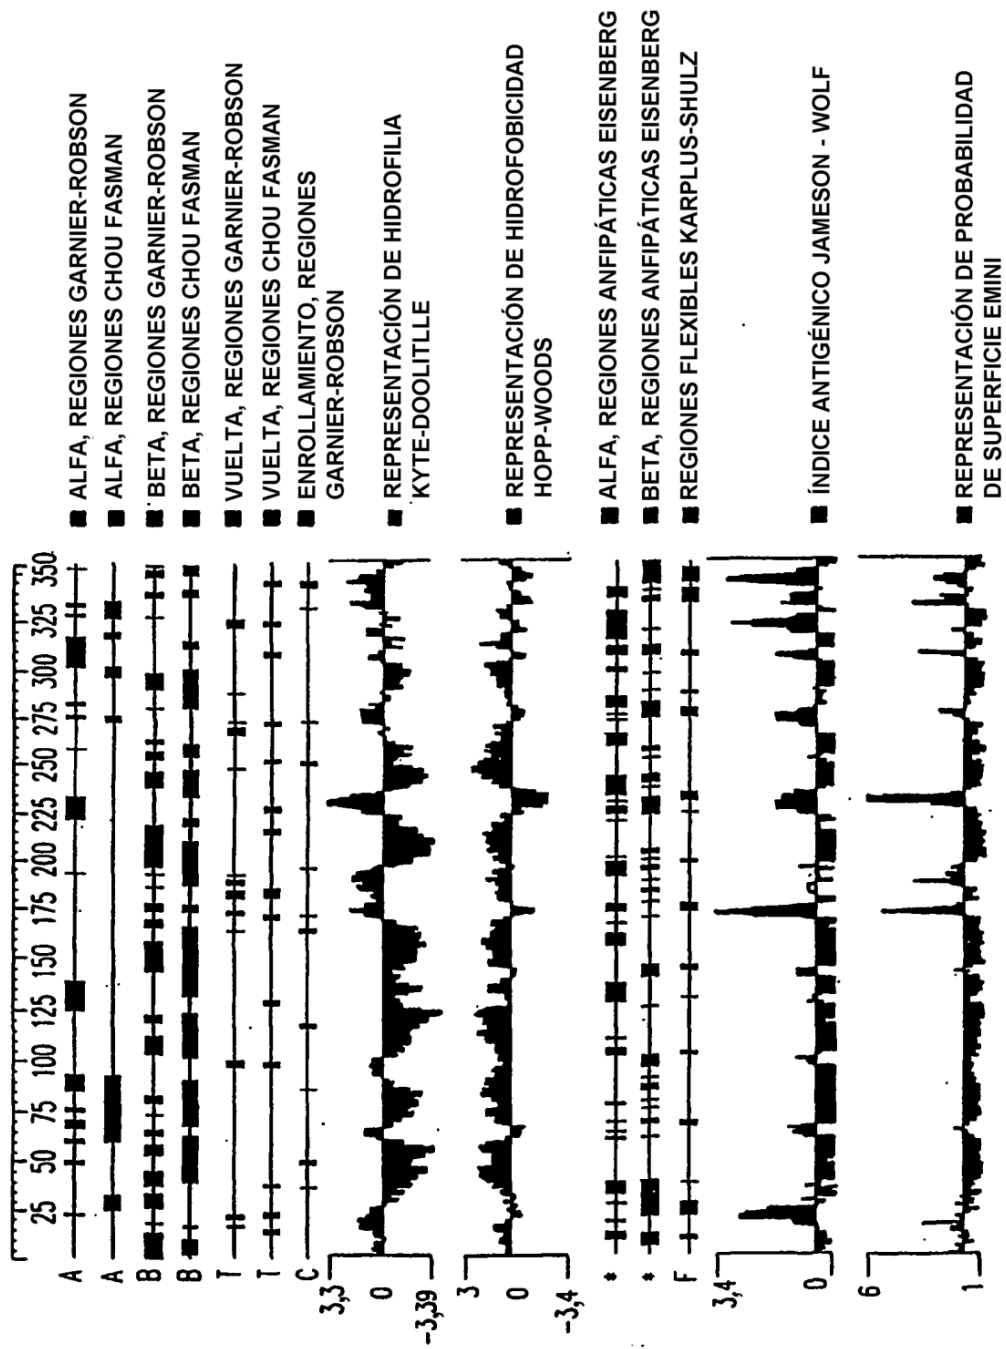 25 50 75 100 125 150 175 200 225 250 275 300 325 350
A
ALFA, REGIONES GARNIER-ROBSON
A
ALFA, REGIONES CHOU FASMAN
B
BETA, REGIONES GARNIER-ROBSON
B
BETA, REGIONES CHOU FASMAN
T
VUELTA, REGIONES GARNIER-ROBSON
T
VUELTA, REGIONES CHOU FASMAN
C
ENROLLAMIENTO, REGIONES
GARNIER-ROBSON
3,3
0
-3,39
REPRESENTACIÓN DE HIDROFILIA
KYTE-DOOLITLLE
3
0
-3,4
REPRESENTACIÓN DE HIDROFOBICIDAD
HOPP-WOODS
*
ALFA, REGIONES ANFIPÁTICAS EISENBERG
*
BETA, REGIONES ANFIPÁTICAS EISENBERG
F
REGIONES FLEXIBLES KARPLUS-SHULZ
3,4
0
ÍNDICE ANTIGÉNICO JAMESON - WOLF
6
1
REPRESENTACIÓN DE PROBABILIDAD
DE SUPERFICIE EMINI